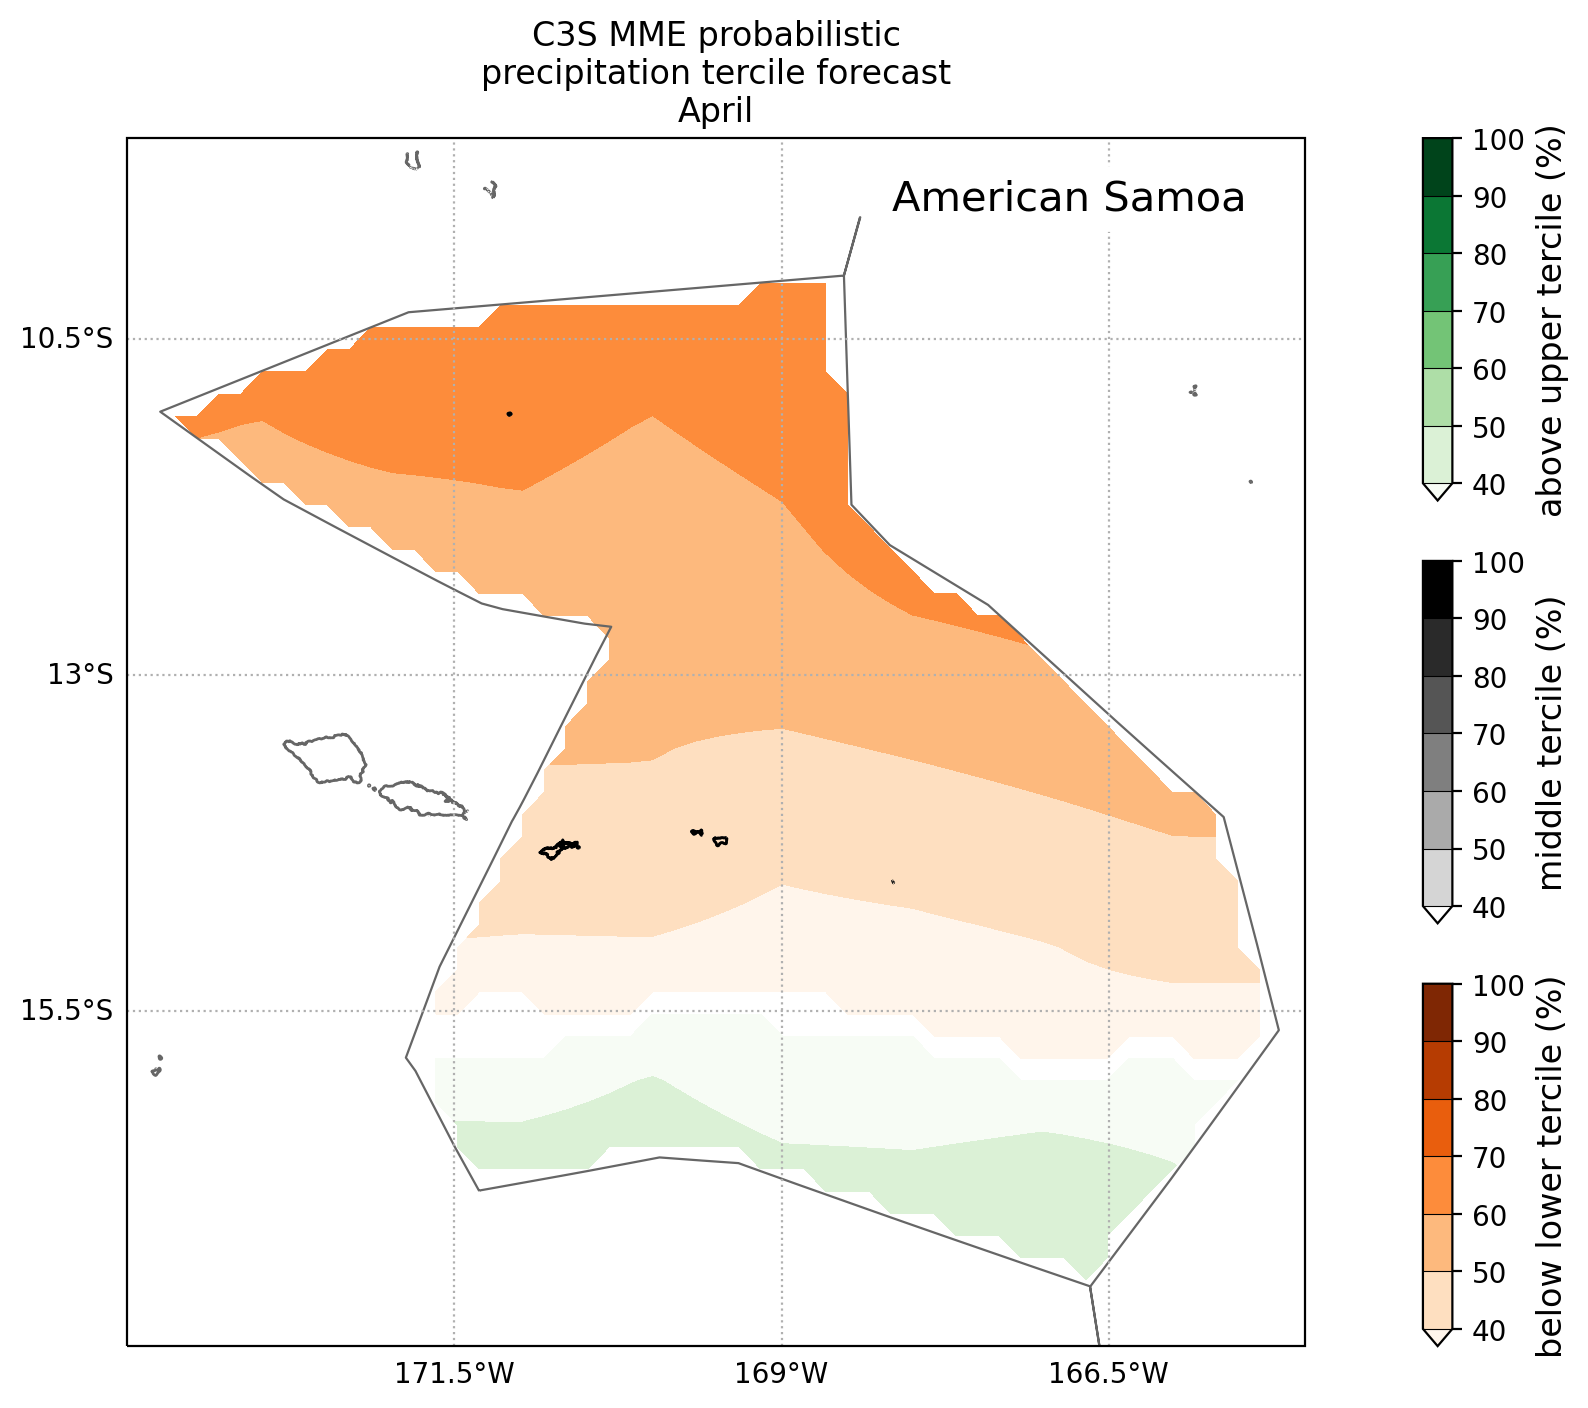 C3S MME probabilistic
precipitation tercile forecast
April
American Samoa
10.5°S
13°S
15.5°S
171.5°W
169°W
166.5°W
100
90
80
70
60
50
40
above upper tercile (%)
100
90
80
70
60
50
40
middle tercile (%)
100
90
80
70
60
50
40
below lower tercile (%)